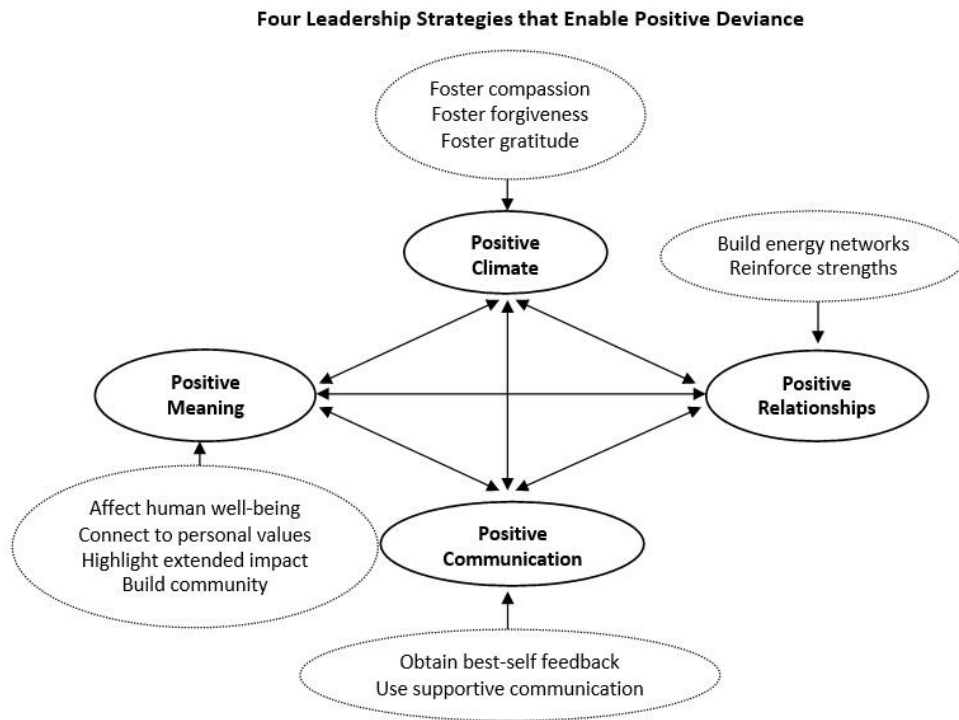 Four Leadership Strategies that Enable Positive Deviance
Foster compassion
Foster forgiveness
Foster gratitude
Positive
Climate
Build energy networks
Reinforce strengths
Positive
Meaning
Positive
Relationships
Affect human well-being
Connect to personal values
Highlight extended impact
Build community
Positive
Communication
Obtain best-self feedback
Use supportive communication